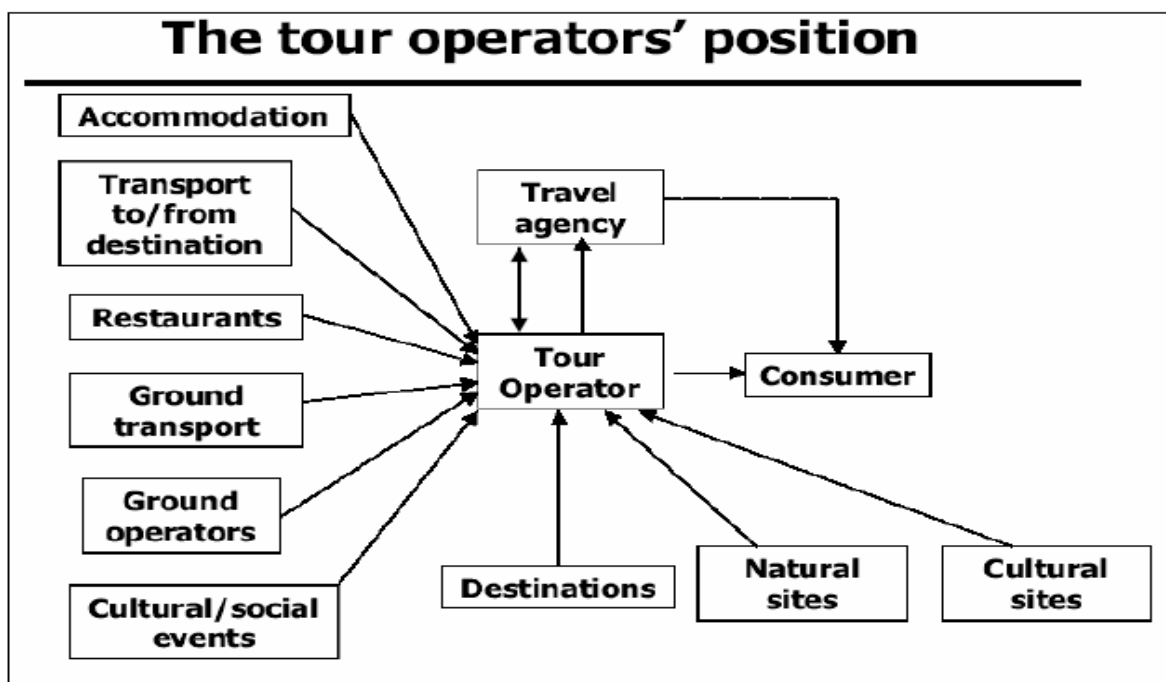 The tour operators’ position
Accommodation
Transport
to/from
destination
Travel
agency
Restaurants
Tour
Operator
Consumer
Ground
transport
Ground
operators
Cultural/social
events
Destinations
Natural
sites
Cultural
sites